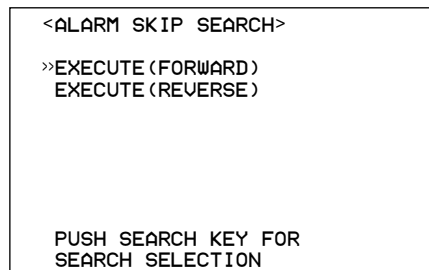 <ALARM SKIP SEARCH>
»EXECUTE(FORWARD)
EXECUTE(REVERSE)
PUSH SEARCH KEY FOR
SEARCH SELECTION